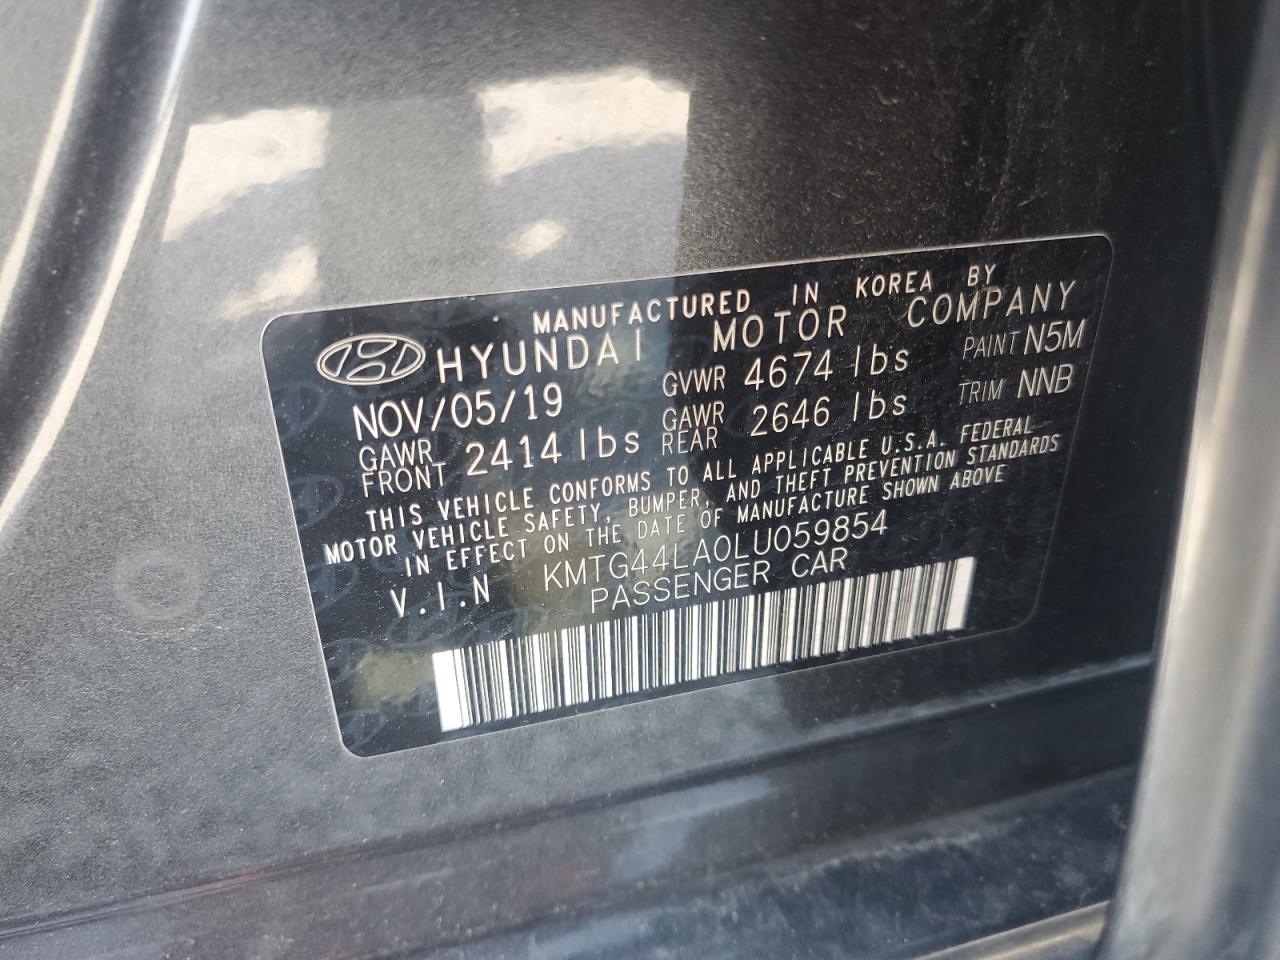 MANUFACTURED IN KOREA BY
HYUNDAI MOTOR COMPANY
NOV/05/19 GVWR 4674 lbs PAINT N5M
GAWR FRONT 2414 lbs GAWR REAR 2646 lbs TRIM NNB
THIS VEHICLE CONFORMS TO ALL APPLICABLE U.S.A. FEDERAL
MOTOR VEHICLE SAFETY, BUMPER, AND THEFT PREVENTION STANDARDS
IN EFFECT ON THE DATE OF MANUFACTURE SHOWN ABOVE
V.I.N KMTG44LA0LU059854
PASSENGER CAR